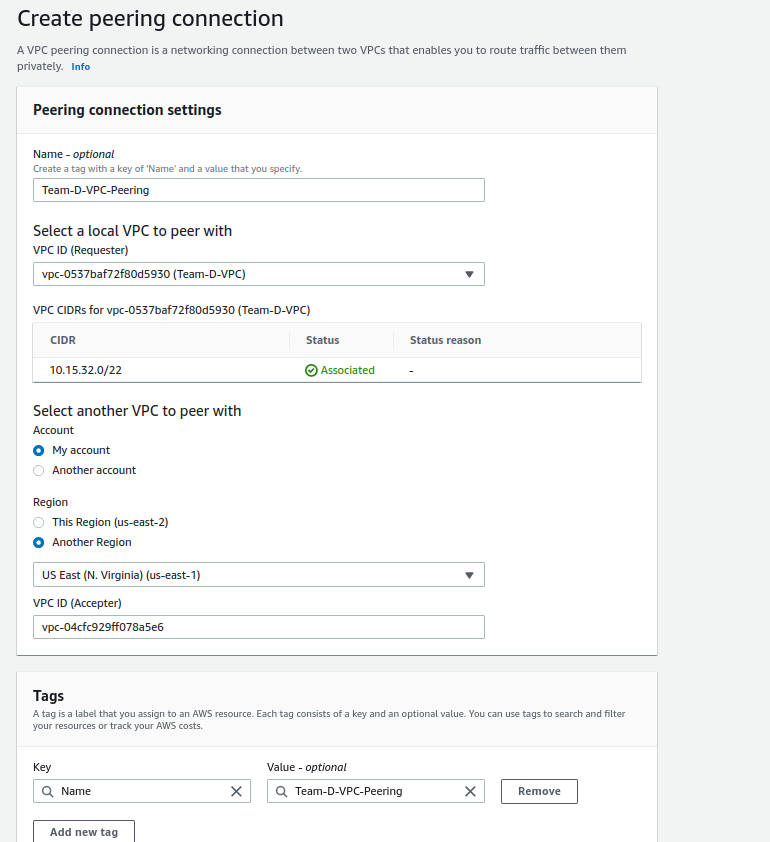 Create peering connection
A VPC peering connection is a networking connection between two VPCs that enables you to route traffic between them
privately. Info
Peering connection settings
Name - optional
Create a tag with a key of 'Name' and a value that you specify.
Team-D-VPC-Peering
Select a local VPC to peer with
VPC ID (Requester)
vpc-0537baf72f80d5930 (Team-D-VPC)
VPC CIDRs for vpc-0537baf72f80d5930 (Team-D-VPC)
CIDR Status Status reason
10.15.32.0/22 Associated -
Select another VPC to peer with
Account
My account
Another account
Region
This Region (us-east-2)
Another Region
US East (N. Virginia) (us-east-1)
VPC ID (Accepter)
vpc-04cfc929ff078a5e6
Tags
A tag is a label that you assign to an AWS resource. Each tag consists of a key and an optional value. You can use tags to search and filter
your resources or track your AWS costs.
Key Value - optional
Name Team-D-VPC-Peering Remove
Add new tag